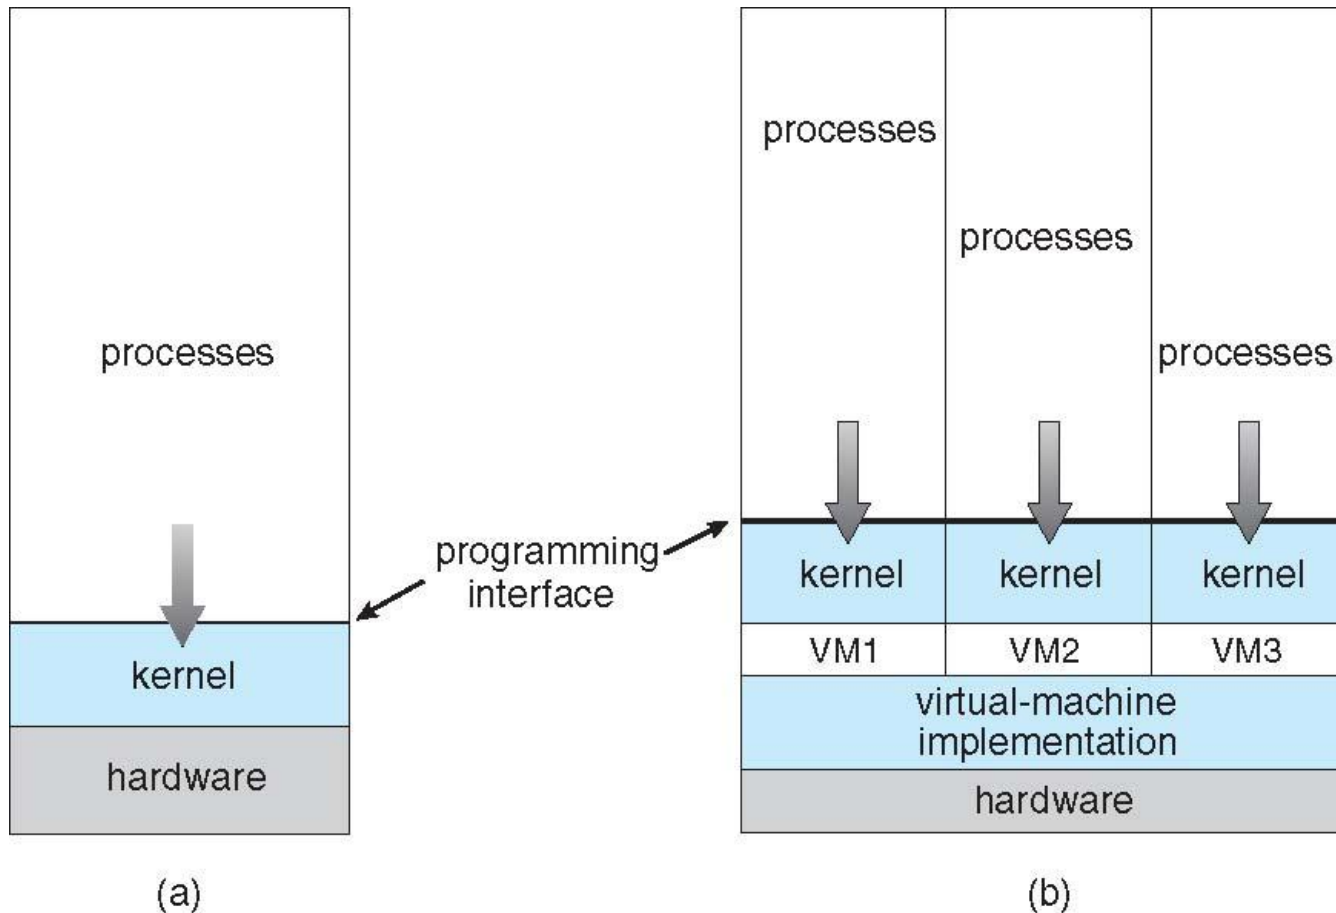 processes
kernel
hardware
(a)
programming
interface
processes
processes
processes
kernel
kernel
kernel
VM1
VM2
VM3
virtual-machine
implementation
hardware
(b)